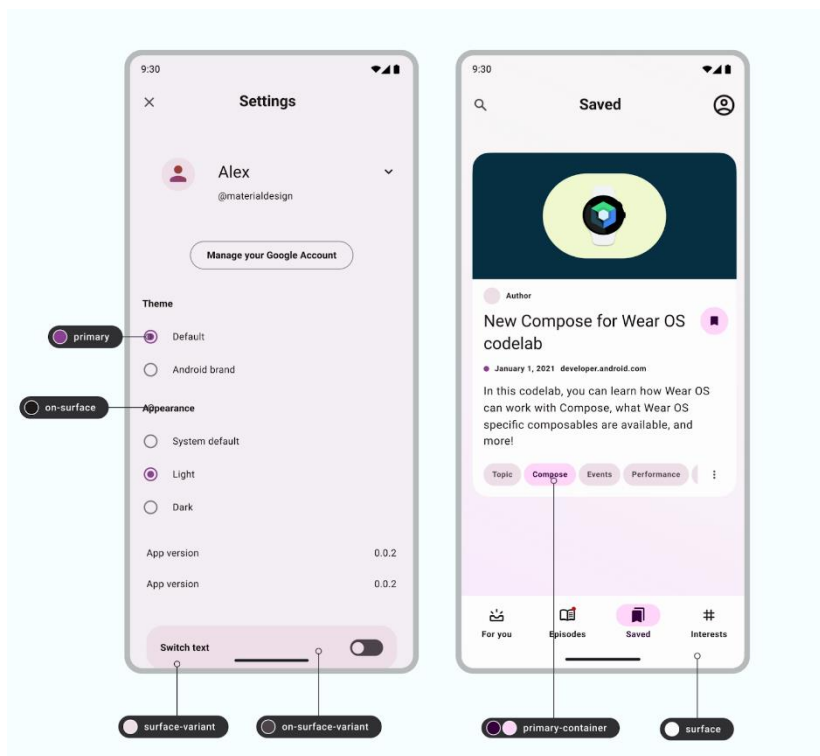 9:30
Settings
Alex
@materialdesign
Manage your Google Account
Theme
primary
Default
Android brand
on-surface
Appearance
System default
Light
Dark
App version 0.0.2
App version 0.0.2
Switch text
surface-variant
on-surface-variant
9:30
Saved
Author
New Compose for Wear OS
codelab
January 1, 2021 developer.android.com
In this codelab, you can learn how Wear OS
can work with Compose, what Wear OS
specific composables are available, and
more!
Topic Compose Events Performance
For you Episodes Saved Interests
primary-container
surface